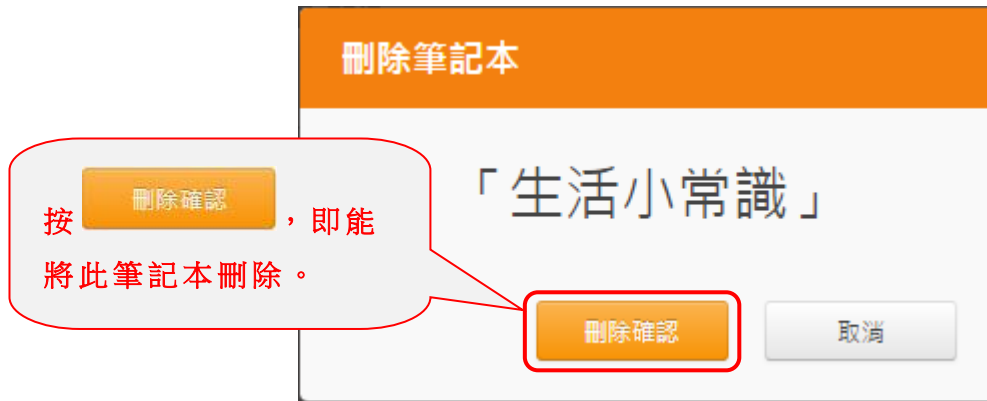 刪除筆記本
「生活小常識」
按 刪除確認 ，即能
將此筆記本刪除。
刪除確認 取消